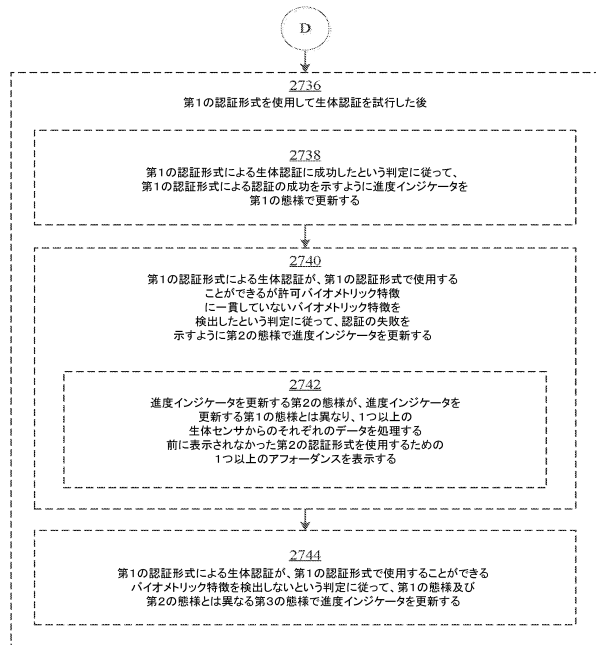 D
2736
第1の認証形式を使用して生体認証を試行した後
2738
第1の認証形式による生体認証に成功したという判定に従って、
第1の認証形式による認証の成功を示すように進度インジケータを
第1の態様で更新する
2740
第1の認証形式による生体認証が、第1の認証形式で使用する
ことができるが許可バイオメトリック特徴
に一貫していないバイオメトリック特徴を
検出したという判定に従って、認証の失敗を
示すように第2の態様で進度インジケータを更新する
2742
進度インジケータを更新する第2の態様が、進度インジケータを
更新する第1の態様とは異なり、1つ以上の
生体センサからのそれぞれのデータを処理する
前に表示されなかった第2の認証形式を使用するための
1つ以上のアフォーダンスを表示する
2744
第1の認証形式による生体認証が、第1の認証形式で使用することができる
バイオメトリック特徴を検出しないという判定に従って、第1の態様及び
第2の態様とは異なる第3の態様で進度インジケータを更新する